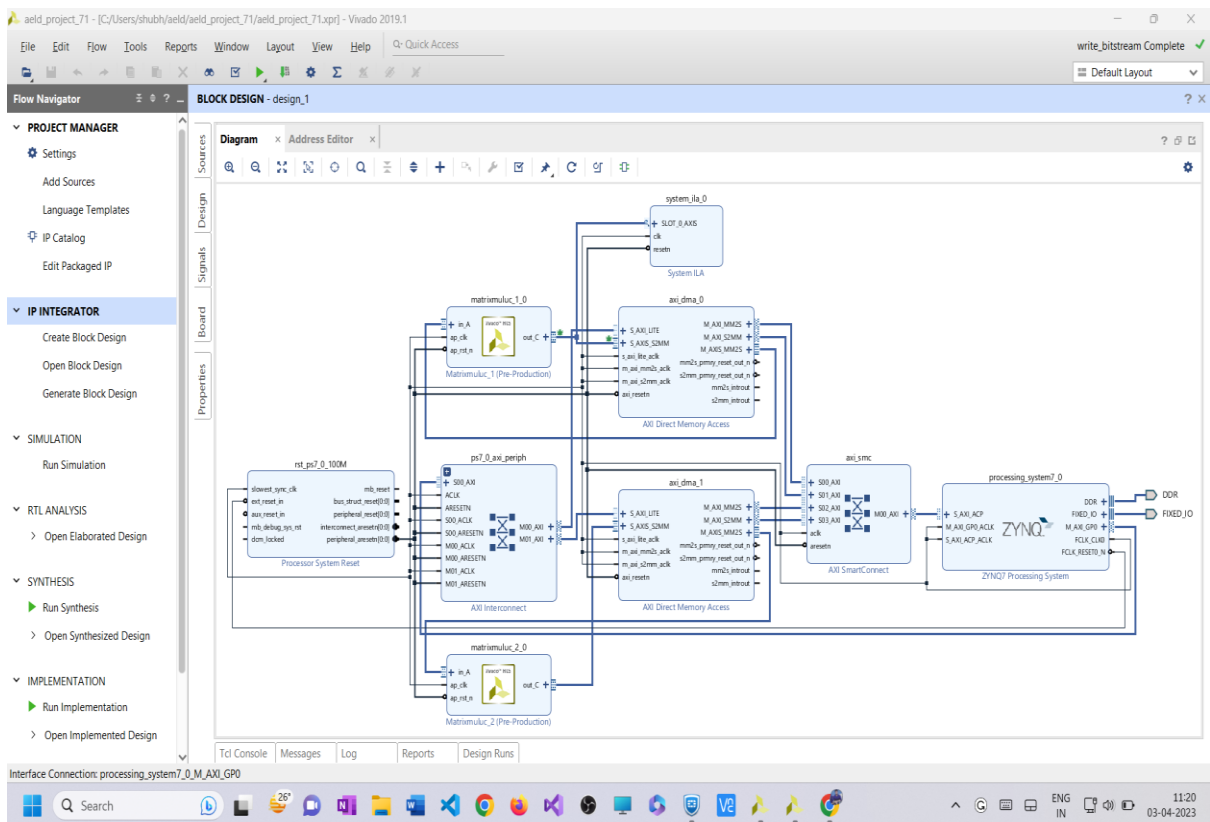 aeld_project_71 - [C:/Users/shubh/aeld/aeld_project_71/aeld_project_71.xpr] - Vivado 2019.1
File Edit Flow Tools Reports Window Layout View Help Quick Access
write_bitstream Complete
Default Layout
Flow Navigator
BLOCK DESIGN - design_1
PROJECT MANAGER
Settings
Add Sources
Language Templates
IP Catalog
Edit Packaged IP
IP INTEGRATOR
Create Block Design
Open Block Design
Generate Block Design
SIMULATION
Run Simulation
RTL ANALYSIS
Open Elaborated Design
SYNTHESIS
Run Synthesis
Open Synthesized Design
IMPLEMENTATION
Run Implementation
Open Implemented Design
Sources
Design
Signals
Board
Properties
Diagram Address Editor
system_ila_0
SLOT_0_AXIS
clk
resetn
System ILA
matrixmuluc_1_0
in_A
ap_clk
ap_rst_n
out_C
Matrixmuluc_1 (Pre-Production)
axi_dma_0
S_AXI_LITE
S_AXIS_S2MM
s_axi_lite_aclk
m_axi_mm2s_aclk
m_axi_s2mm_aclk
axi_resetn
M_AXI_MM2S
M_AXI_S2MM
M_AXIS_MM2S
mm2s_prmry_reset_out_n
s2mm_prmry_reset_out_n
mm2s_introut
s2mm_introut
AXI Direct Memory Access
rst_ps7_0_100M
slowest_sync_clk
ext_reset_in
aux_reset_in
mb_debug_sys_rst
dcm_locked
mb_reset
bus_struct_reset[0:0]
peripheral_reset[0:0]
interconnect_aresetn[0:0]
peripheral_aresetn[0:0]
Processor System Reset
ps7_0_axi_periph
S00_AXI
ACLK
ARESETN
S00_ACLK
S00_ARESETN
M00_ACLK
M00_ARESETN
M01_ACLK
M01_ARESETN
M00_AXI
M01_AXI
AXI Interconnect
axi_dma_1
S_AXI_LITE
S_AXIS_S2MM
s_axi_lite_aclk
m_axi_mm2s_aclk
m_axi_s2mm_aclk
axi_resetn
M_AXI_MM2S
M_AXI_S2MM
M_AXIS_MM2S
mm2s_prmry_reset_out_n
s2mm_prmry_reset_out_n
mm2s_introut
s2mm_introut
AXI Direct Memory Access
axi_smc
S00_AXI
S01_AXI
S02_AXI
S03_AXI
aclk
aresetn
M00_AXI
AXI SmartConnect
processing_system7_0
S_AXI_ACP
M_AXI_GP0_ACLK
S_AXI_ACP_ACLK
ZYNQ
DDR
FIXED_IO
M_AXI_GP0
FCLK_CLK0
FCLK_RESET0_N
ZYNQ7 Processing System
DDR
FIXED_IO
matrixmuluc_2_0
in_A
ap_clk
ap_rst_n
out_C
Matrixmuluc_2 (Pre-Production)
Tcl Console Messages Log Reports Design Runs
Interface Connection: processing_system7_0_M_AXI_GP0
Search
26°
ENG
IN
11:20
03-04-2023